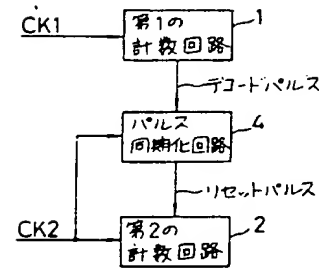 CK1
第1の
計数回路
1
デコードパルス
パルス
同期化回路
4
リセットパルス
CK2
第2の
計数回路
2